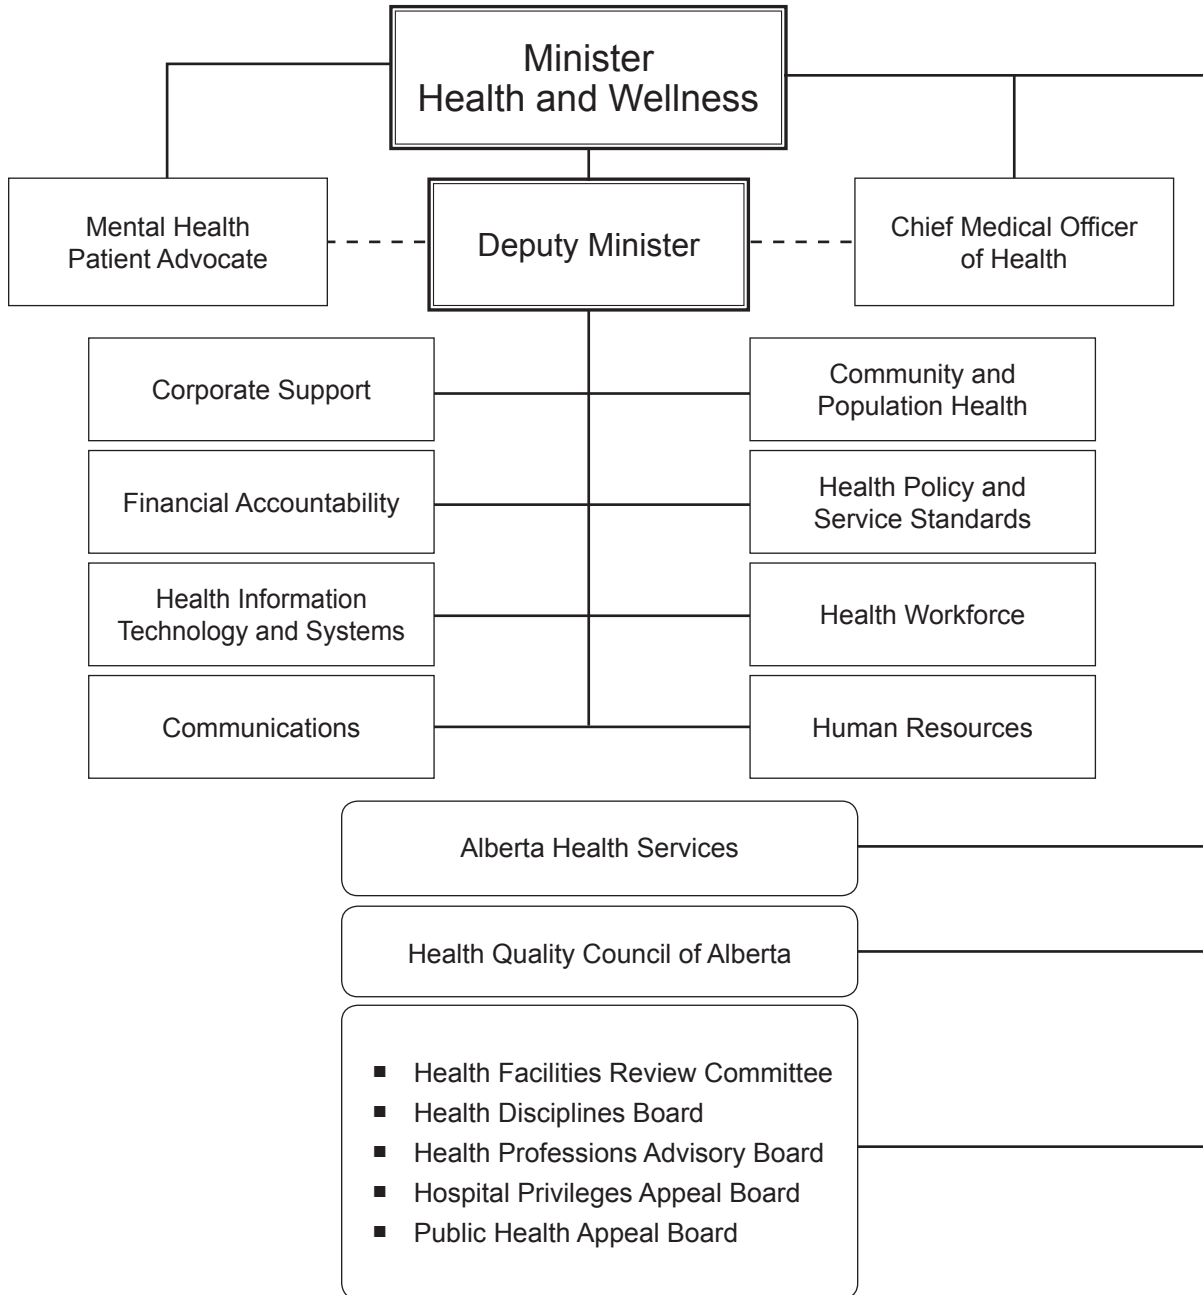 Minister
Health and Wellness
Mental Health
Patient Advocate
Deputy Minister
Chief Medical Officer
of Health
Corporate Support
Community and
Population Health
Financial Accountability
Health Policy and
Service Standards
Health Information
Technology and Systems
Health Workforce
Communications
Human Resources
Alberta Health Services
Health Quality Council of Alberta
■ Health Facilities Review Committee
■ Health Disciplines Board
■ Health Professions Advisory Board
■ Hospital Privileges Appeal Board
■ Public Health Appeal Board